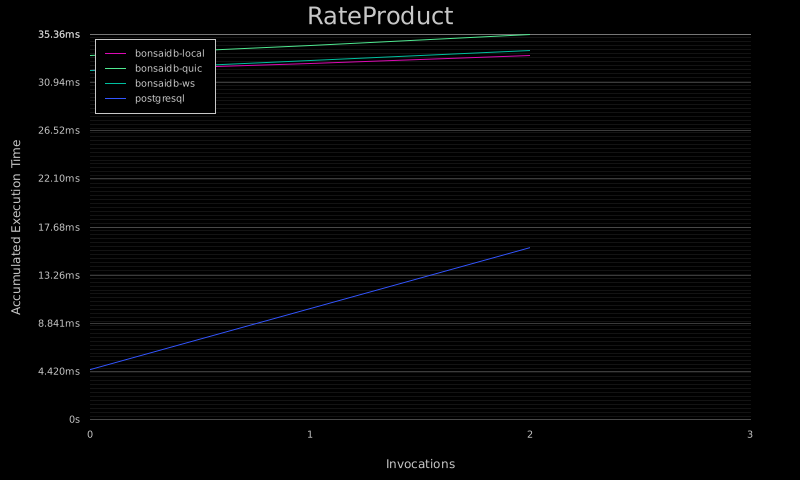 RateProduct
35.36ms
30.94ms
26.52ms
22.10ms
17.68ms
13.26ms
8.841ms
4.420ms
0s
bonsaidb-local
bonsaidb-quic
bonsaidb-ws
postgresql
Accumulated Execution Time
0 1 2 3
Invocations